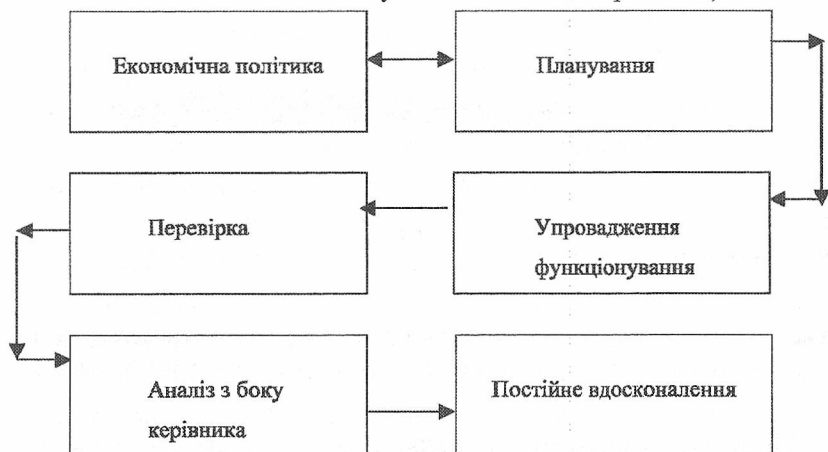 Економічна політика
Планування
Перевірка
Упровадження
функціонування
Аналіз з боку
керівника
Постійне вдосконалення